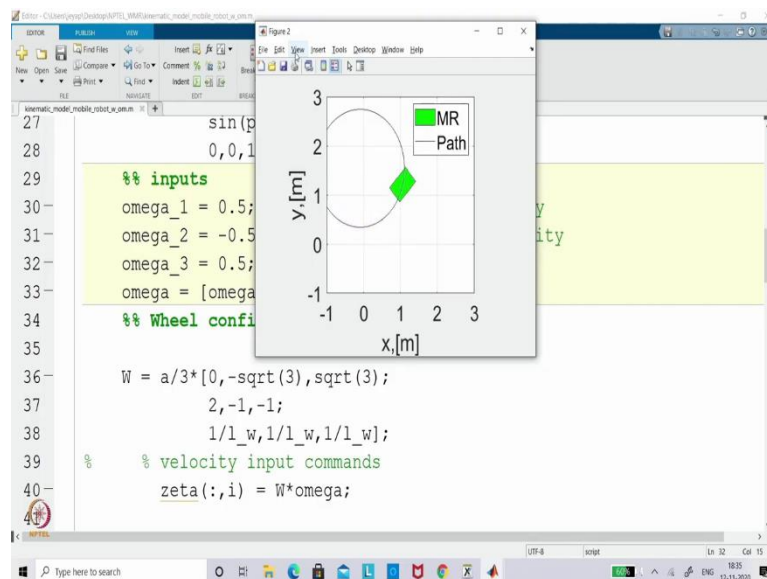 Editor - C:\Users\jeyap\Desktop\NPTEL_WMR\kinematic_model_mobile_robot_w_om.m
EDITOR PUBLISH VIEW
New Open Save
Find Files
Compare
Print
Go To
Find
Insert
Comment
Indent
FILE NAVIGATE EDIT
kinematic_model_mobile_robot_w_om.m
27 sin(p
28 0,0,1
29 %% inputs
30 omega_1 = 0.5; y
31 omega_2 = -0.5 ity
32 omega_3 = 0.5;
33 omega = [omega
34 %% Wheel confi
35
36 W = a/3*[0,-sqrt(3),sqrt(3);
37 2,-1,-1;
38 1/l_w,1/l_w,1/l_w];
39 % % velocity input commands
40 zeta(:,i) = W*omega;
Figure 2
File Edit View Insert Tools Desktop Window Help
MR
Path
3
2
1
0
-1
y,[m]
-1 0 1 2 3
x,[m]
NPTEL
UTF-8 script Ln 32 Col 15
Type here to search
60% ENG 18:35
12-11-2020